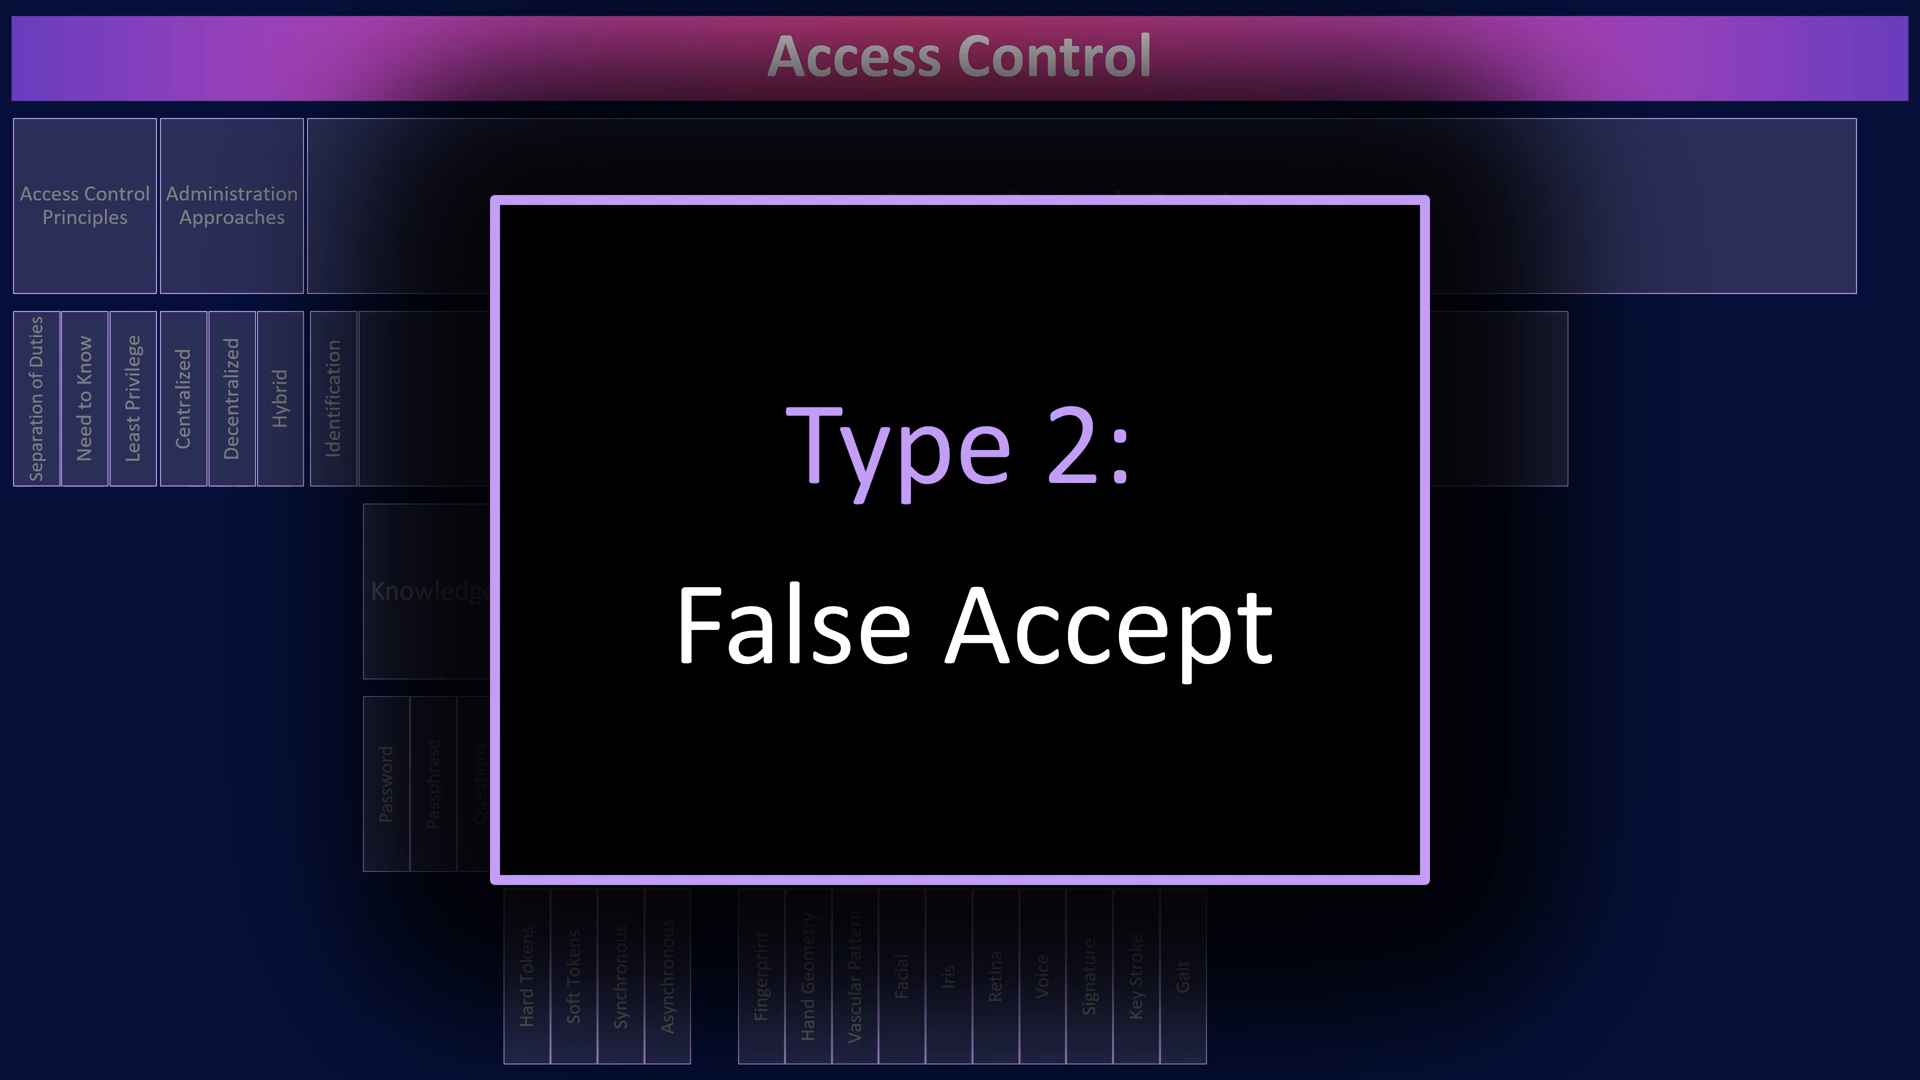 Access Control
Access Control
Principles
Administration
Approaches
Separation of Duties
Need to Know
Least Privilege
Centralized
Decentralized
Hybrid
Identification
Type 2:
False Accept
Knowledge
Password
Passphrase
Questions
Hard Tokens
Soft Tokens
Synchronous
Asynchronous
Fingerprint
Hand Geometry
Vascular Pattern
Facial
Iris
Retina
Voice
Signature
Key Stroke
Gait